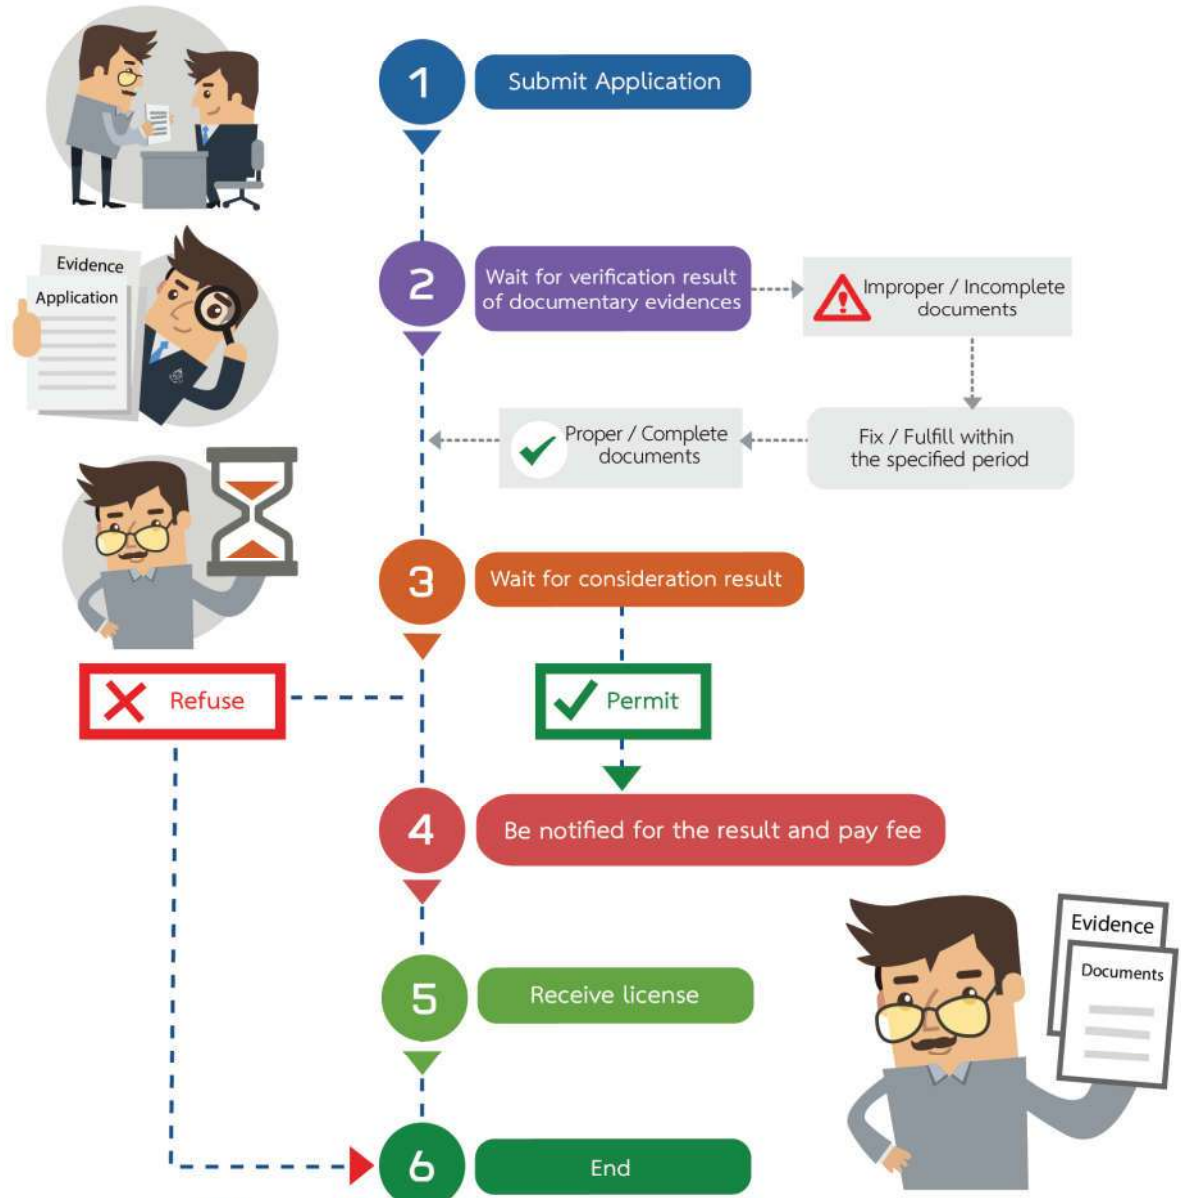 1
Submit Application
Evidence
Application
2
Wait for verification result
of documentary evidences
Improper / Incomplete
documents
Proper / Complete
documents
Fix / Fulfill within
the specified period
3
Wait for consideration result
Refuse
Permit
4
Be notified for the result and pay fee
Evidence
Documents
5
Receive license
6
End